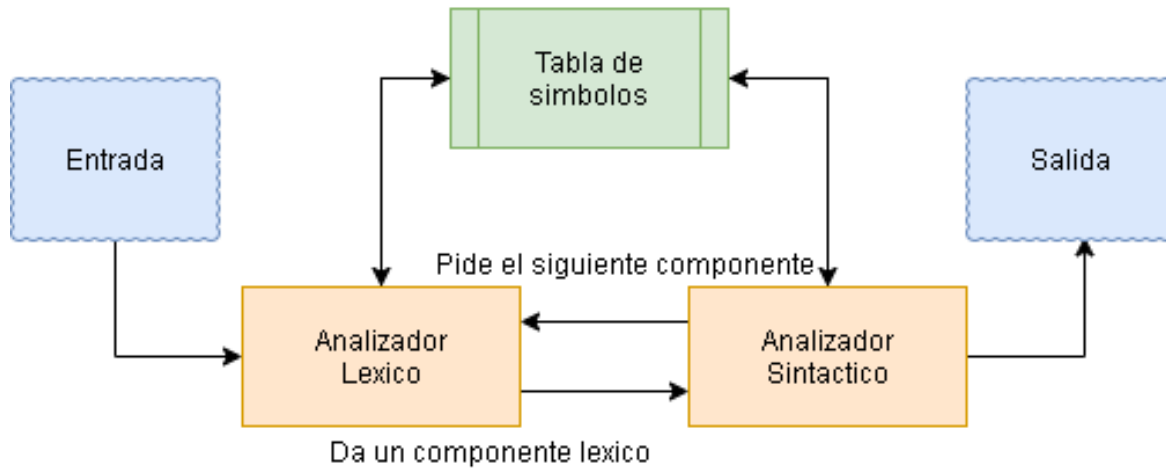 Tabla de
simbolos
Entrada
Salida
Pide el siguiente componente
Analizador
Lexico
Analizador
Sintactico
Da un componente lexico